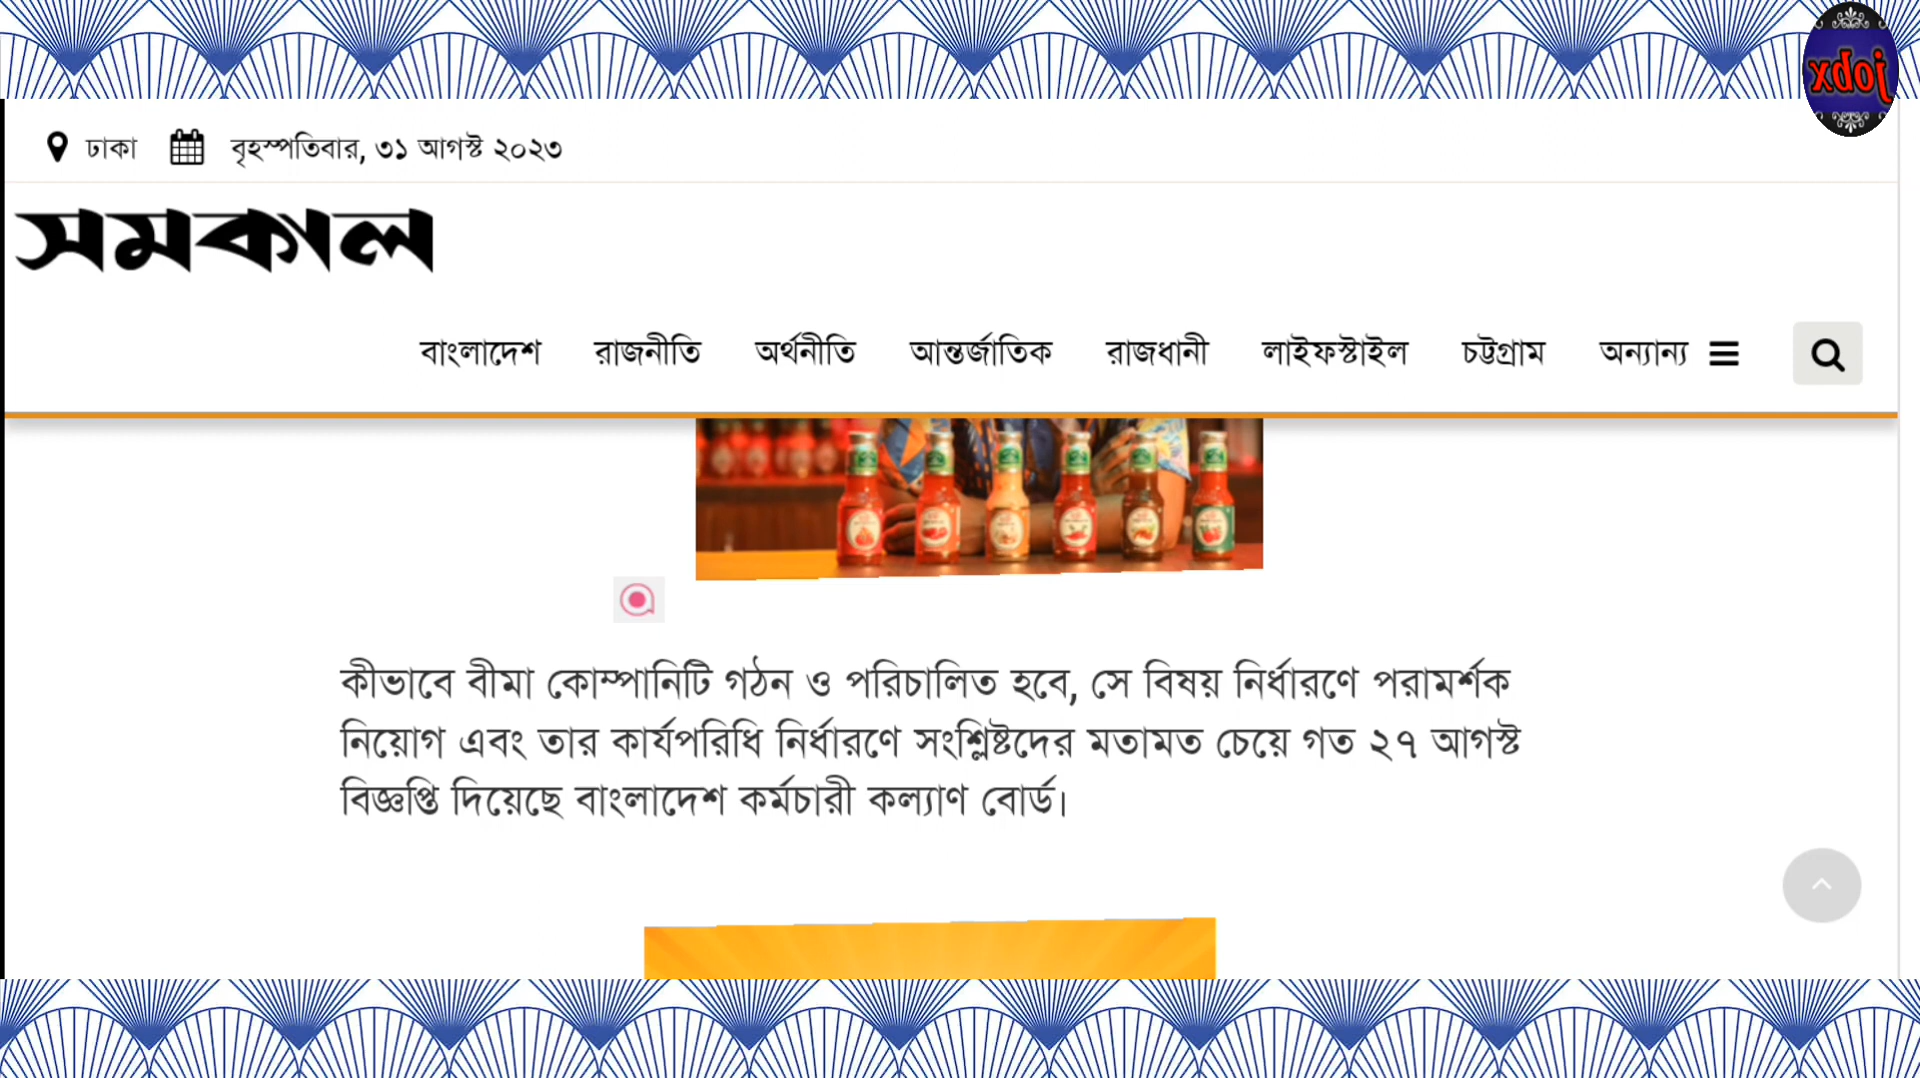 xdoj
ঢাকা বৃহস্পতিবার, ৩১ আগস্ট ২০২৩
সমকাল
বাংলাদেশ রাজনীতি অর্থনীতি আন্তর্জাতিক রাজধানী লাইফস্টাইল চট্টগ্রাম অন্যান্য
কীভাবে বীমা কোম্পানিটি গঠন ও পরিচালিত হবে, সে বিষয় নির্ধারণে পরামর্শক
নিয়োগ এবং তার কার্যপরিধি নির্ধারণে সংশ্লিষ্টদের মতামত চেয়ে গত ২৭ আগস্ট
বিজ্ঞপ্তি দিয়েছে বাংলাদেশ কর্মচারী কল্যাণ বোর্ড।